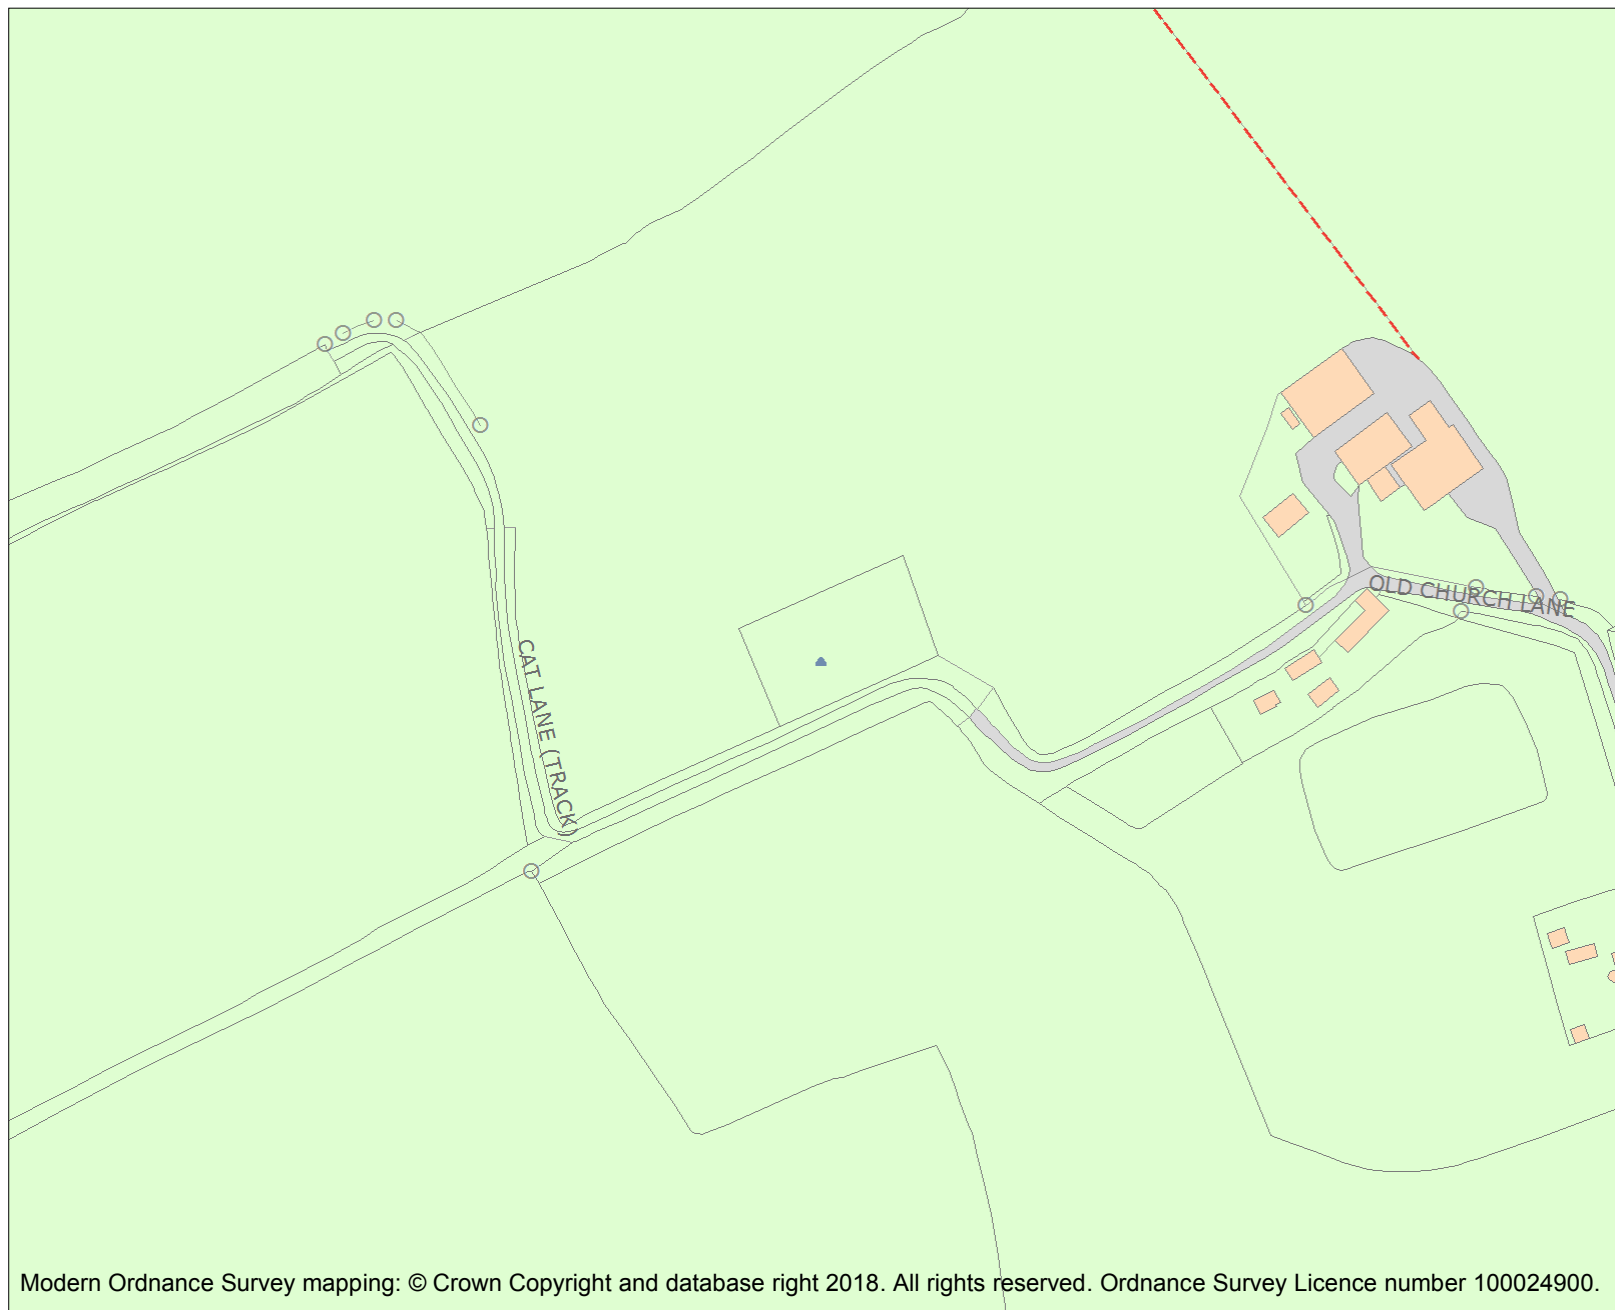 OLD CHURCH LANE
CAT LANE (TRACK)
Modern Ordnance Survey mapping: © Crown Copyright and database right 2018. All rights reserved. Ordnance Survey Licence number 100024900.